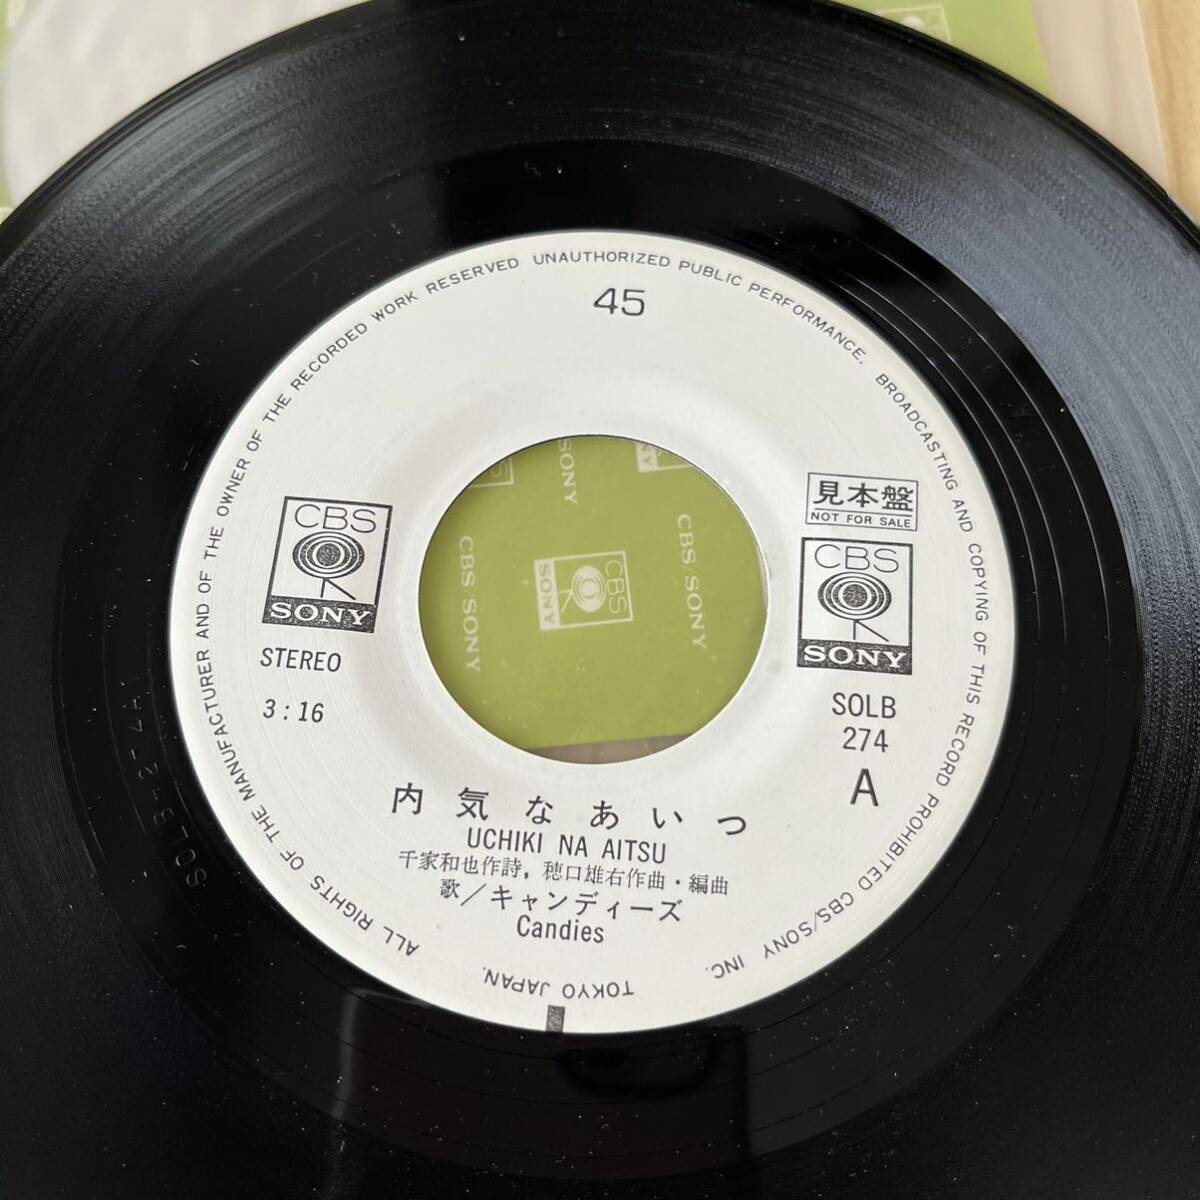 45
ALL RIGHTS OF THE MANUFACTURER AND OF THE OWNER OF THE RECORDED WORK RESERVED UNAUTHORIZED PUBLIC PERFORMANCE, BROADCASTING AND COPYING OF THIS RECORD PROHIBITED CBS/SONY INC.
TOKYO JAPAN.
CBS
SONY
STEREO
3:16
見本盤
NOT FOR SALE
CBS
SONY
SOLB
274
A
内気なあいつ
UCHIKI NA AITSU
千家和也作詩, 穂口雄右作曲・編曲
歌/キャンディーズ
Candies
CBS/SONY
CBS
SONY
CBS/SONY
SONY
CBS